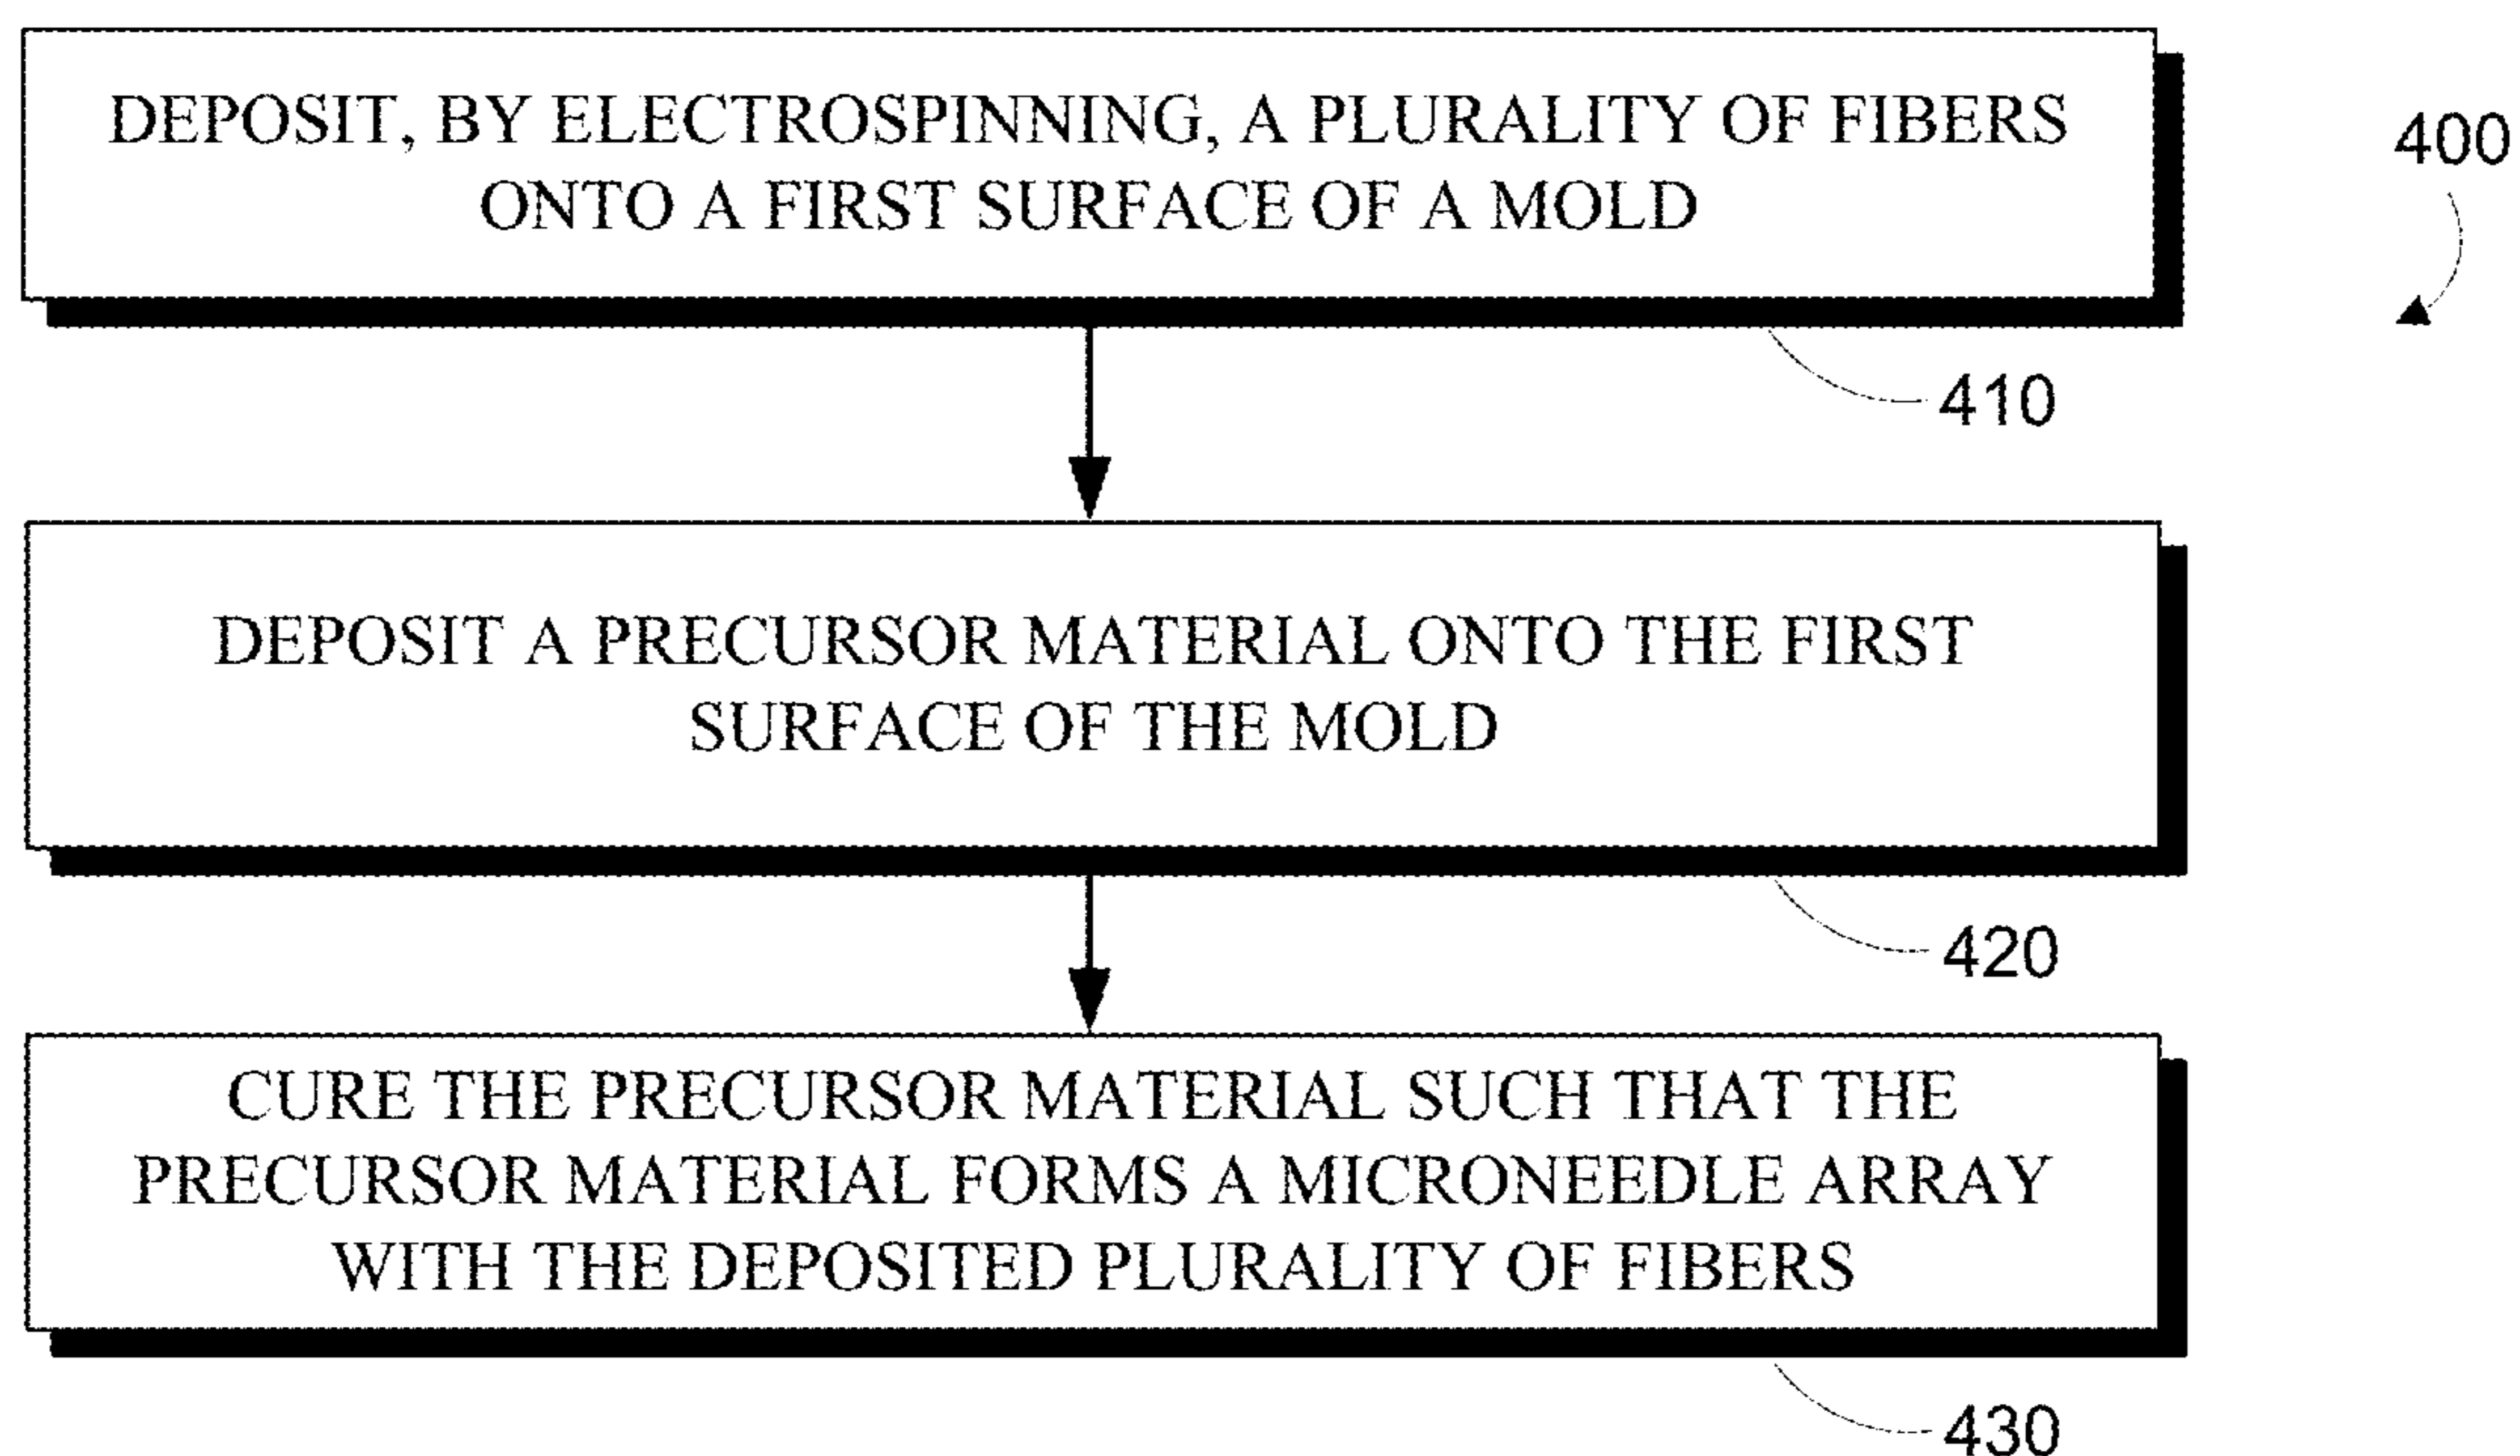 DEPOSIT, BY ELECTROSPINNING, A PLURALITY OF FIBERS
ONTO A FIRST SURFACE OF A MOLD
400
410
DEPOSIT A PRECURSOR MATERIAL ONTO THE FIRST
SURFACE OF THE MOLD
420
CURE THE PRECURSOR MATERIAL SUCH THAT THE
PRECURSOR MATERIAL FORMS A MICRONEEDLE ARRAY
WITH THE DEPOSITED PLURALITY OF FIBERS
430